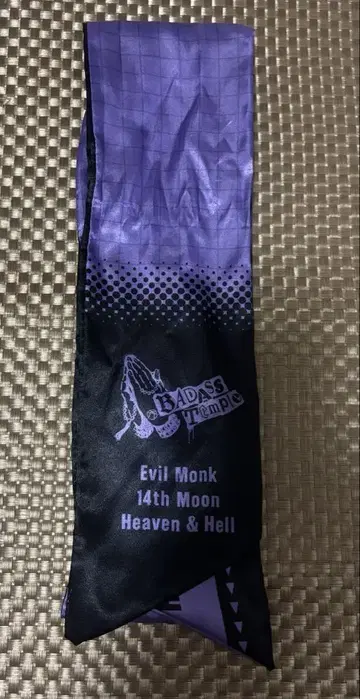 BADASS
Temple
Evil Monk
14th Moon
Heaven & Hell